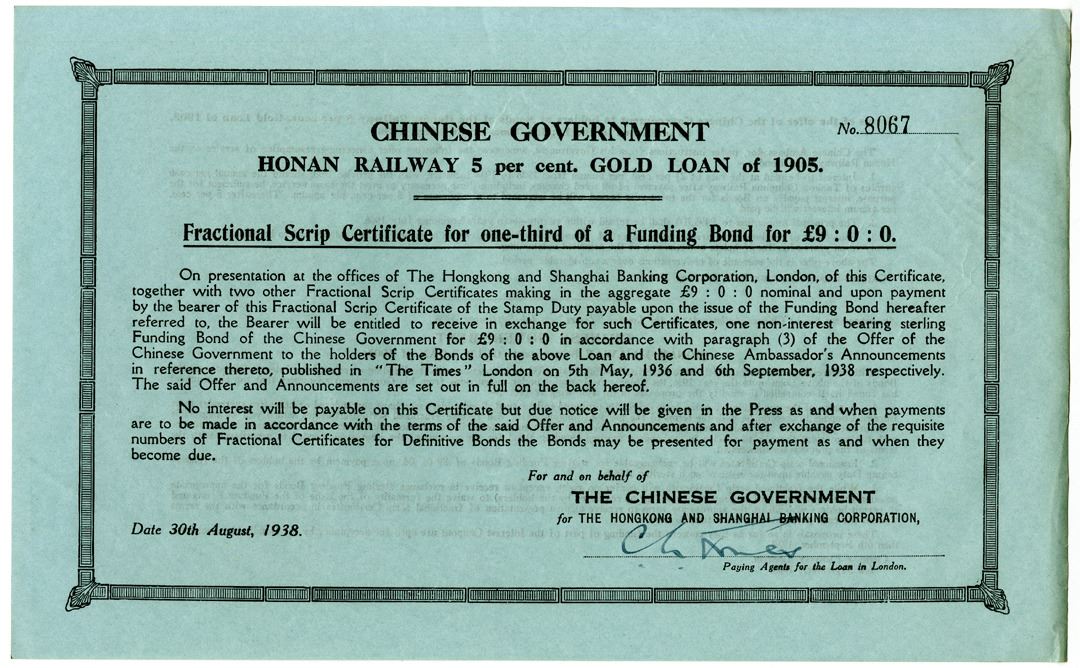 CHINESE GOVERNMENT
No. 8067
HONAN RAILWAY 5 per cent. GOLD LOAN of 1905.
Fractional Scrip Certificate for one-third of a Funding Bond for £9 : 0 : 0.
On presentation at the offices of The Hongkong and Shanghai Banking Corporation, London, of this Certificate,
together with two other Fractional Scrip Certificates making in the aggregate £9 : 0 : 0 nominal and upon payment
by the bearer of this Fractional Scrip Certificate of the Stamp Duty payable upon the issue of the Funding Bond hereafter
referred to, the Bearer will be entitled to receive in exchange for such Certificates, one non-interest bearing sterling
Funding Bond of the Chinese Government for £9 : 0 : 0 in accordance with paragraph (3) of the Offer of the
Chinese Government to the holders of the Bonds of the above Loan and the Chinese Ambassador's Announcements
in reference thereto, published in "The Times" London on 5th May, 1936 and 6th September, 1938 respectively.
The said Offer and Announcements are set out in full on the back hereof.
No interest will be payable on this Certificate but due notice will be given in the Press as and when payments
are to be made in accordance with the terms of the said Offer and Announcements and after exchange of the requisite
numbers of Fractional Certificates for Definitive Bonds the Bonds may be presented for payment as and when they
become due.
For and on behalf of
THE CHINESE GOVERNMENT
for THE HONGKONG AND SHANGHAI BANKING CORPORATION,
Date 30th August, 1938.
Paying Agents for the Loan in London.